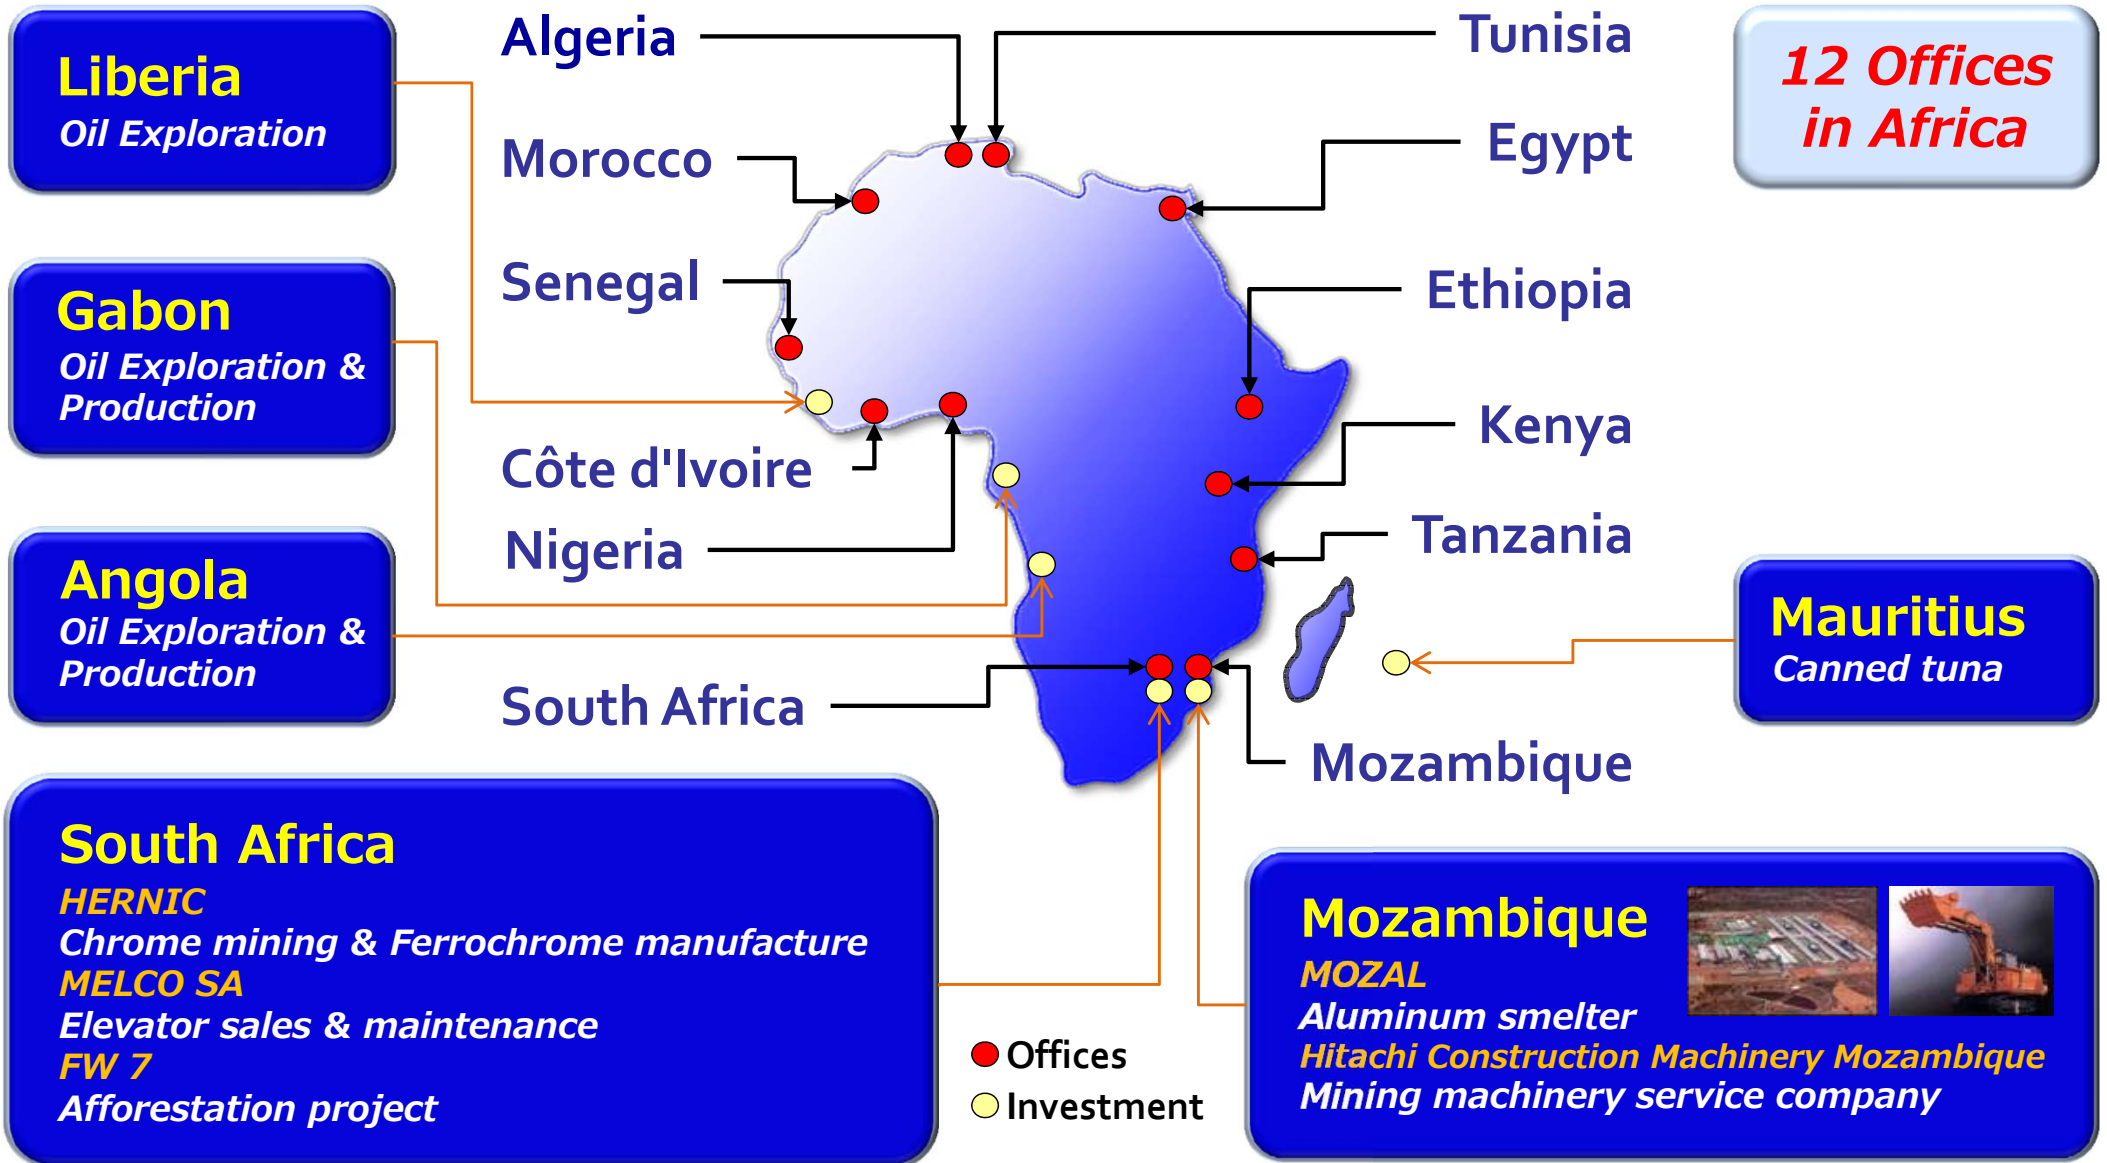 Liberia
Oil Exploration
Gabon
Oil Exploration &
Production
Angola
Oil Exploration &
Production
Algeria
Morocco
Senegal
Côte d'Ivoire
Nigeria
South Africa
Tunisia
Egypt
Ethiopia
Kenya
Tanzania
Mozambique
12 Offices
in Africa
Mauritius
Canned tuna
South Africa
HERNIC
Chrome mining & Ferrochrome manufacture
MELCO SA
Elevator sales & maintenance
FW 7
Afforestation project
Offices
Investment
Mozambique
MOZAL
Aluminum smelter
Hitachi Construction Machinery Mozambique
Mining machinery service company